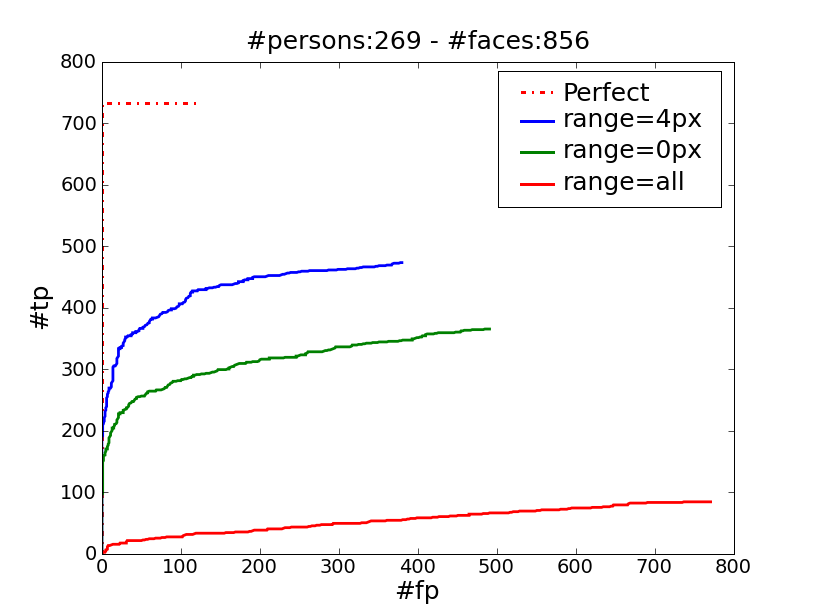 #persons:269 - #faces:856
Perfect
range=4px
range=0px
range=all
#tp
800
700
600
500
400
300
200
100
0
0 100 200 300 400 500 600 700 800
#fp